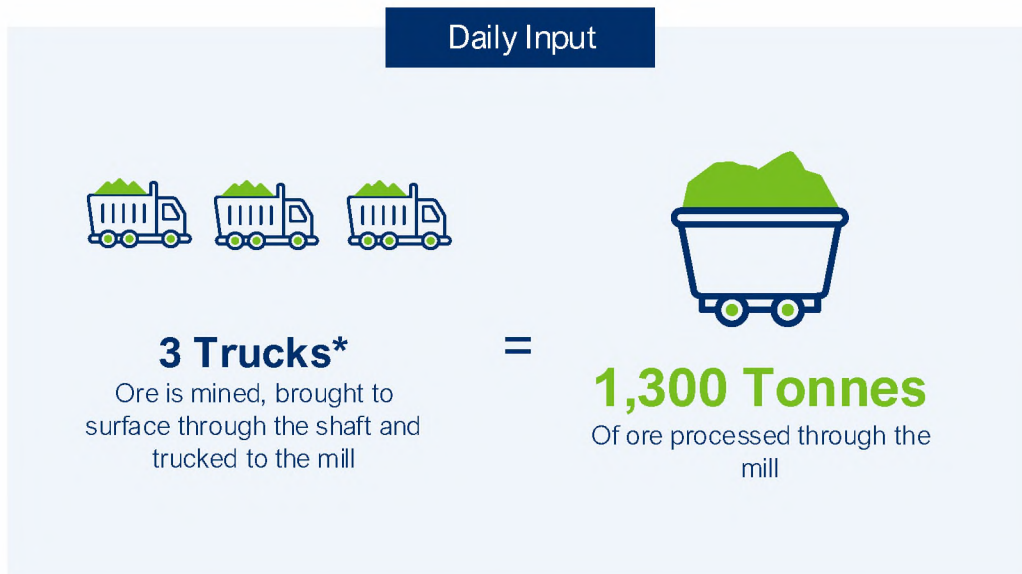 Daily Input
3 Trucks*
Ore is mined, brought to
surface through the shaft and
trucked to the mill
=
1,300 Tonnes
Of ore processed through the
mill